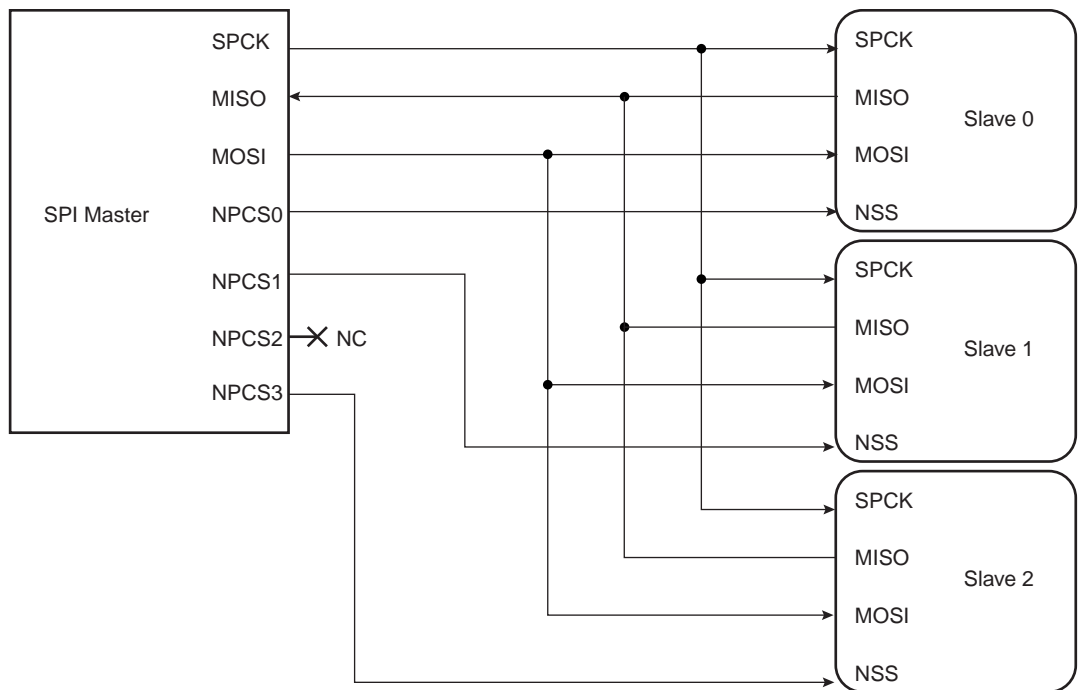 SPI Master
SPCK
MISO
MOSI
NPCS0
NPCS1
NPCS2
NC
NPCS3
SPCK
MISO
Slave 0
MOSI
NSS
SPCK
MISO
Slave 1
MOSI
NSS
SPCK
MISO
Slave 2
MOSI
NSS